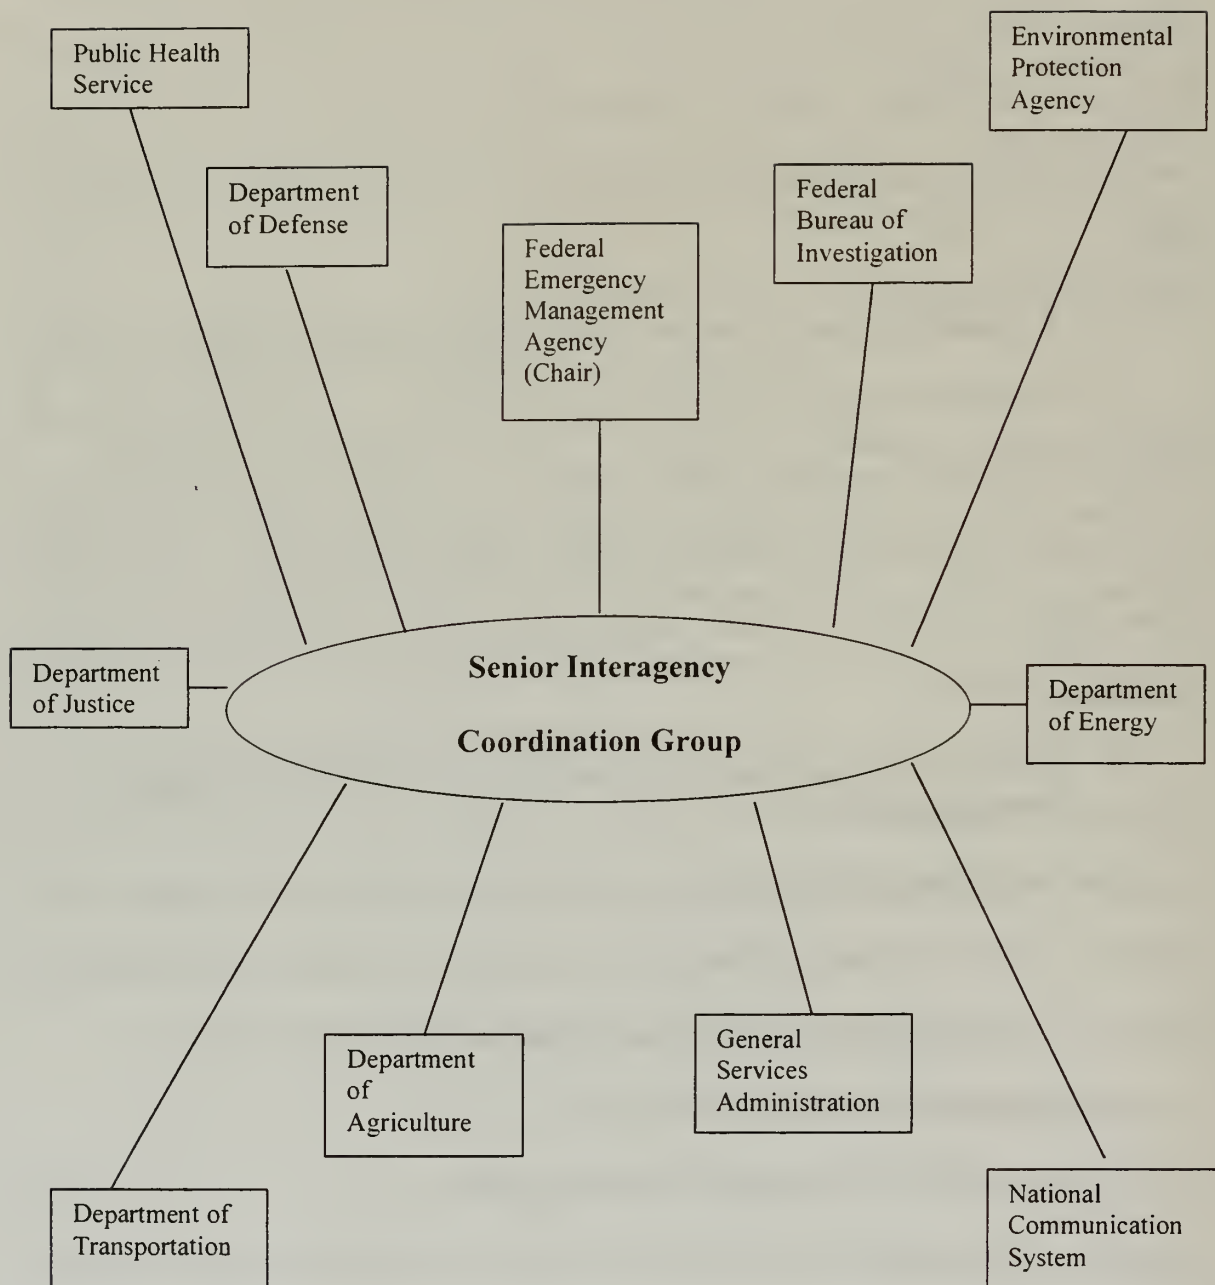 Public Health
Service
Environmental
Protection
Agency
Department
of Defense
Federal
Bureau of
Investigation
Federal
Emergency
Management
Agency
(Chair)
Senior Interagency
Coordination Group
Department
of Justice
Department
of Energy
Department
of
Agriculture
General
Services
Administration
Department of
Transportation
National
Communication
System